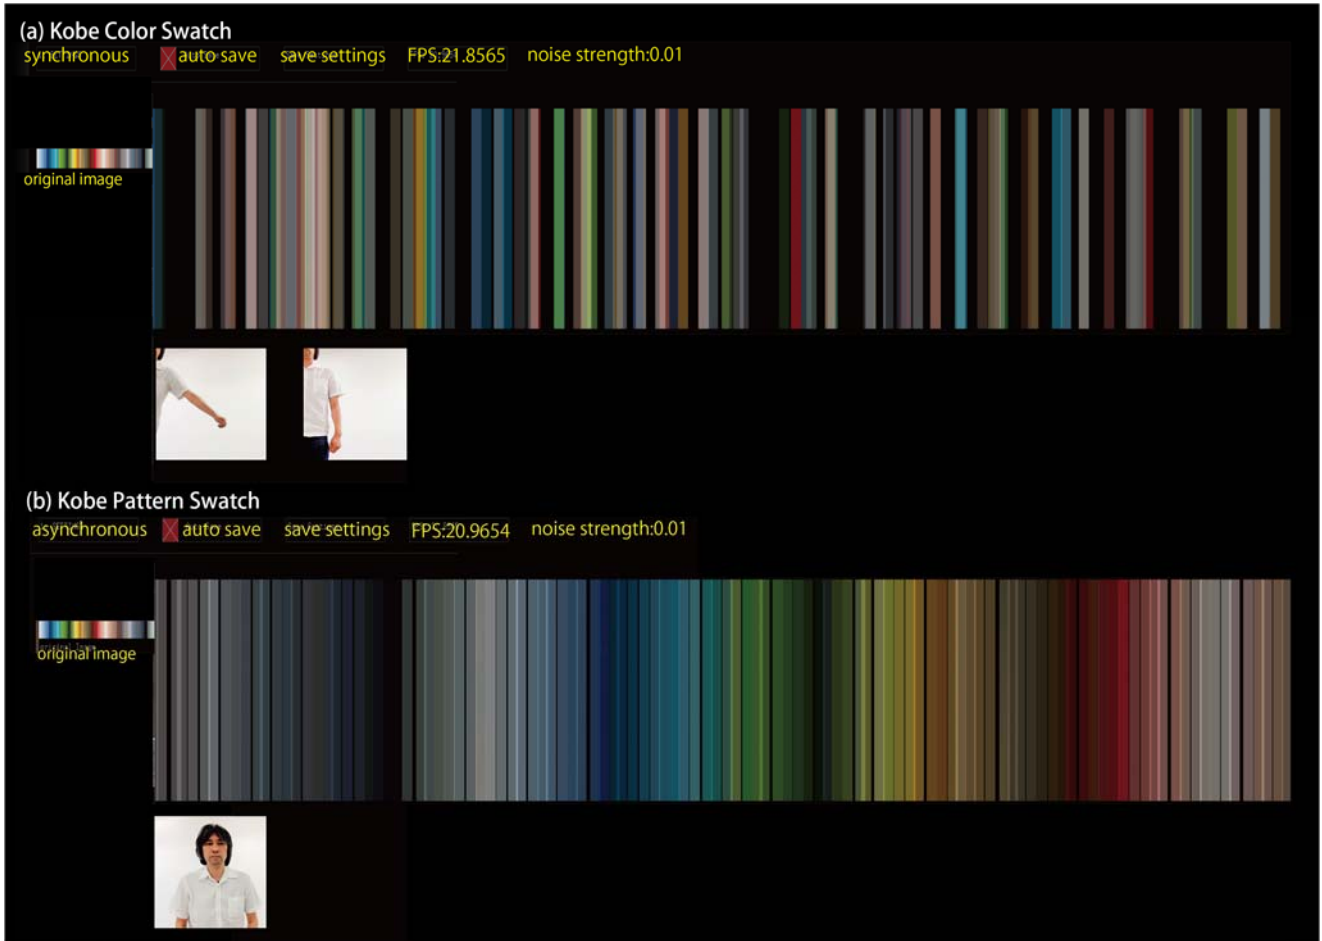 (a) Kobe Color Swatch
synchronous auto save save settings FPS:21.8565 noise strength:0.01
original image
(b) Kobe Pattern Swatch
asynchronous auto save save settings FPS:20.9654 noise strength:0.01
original image